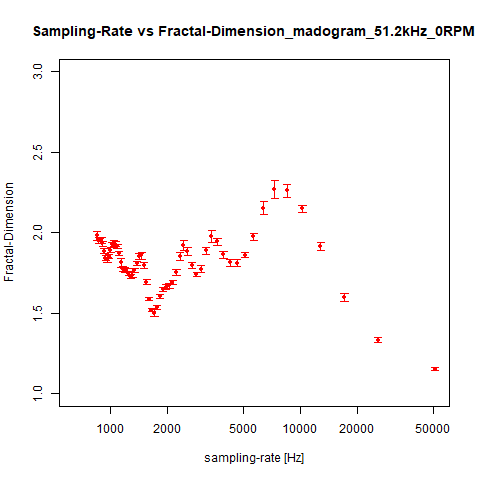 Sampling-Rate vs Fractal-Dimension_madogram_51.2kHz_0RPM
3.0
2.5
2.0
1.5
1.0
Fractal-Dimension
1000 2000 5000 10000 20000 50000
sampling-rate [Hz]